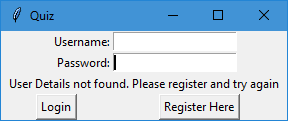 Quiz
Username:
Password:
User Details not found. Please register and try again
Login Register Here